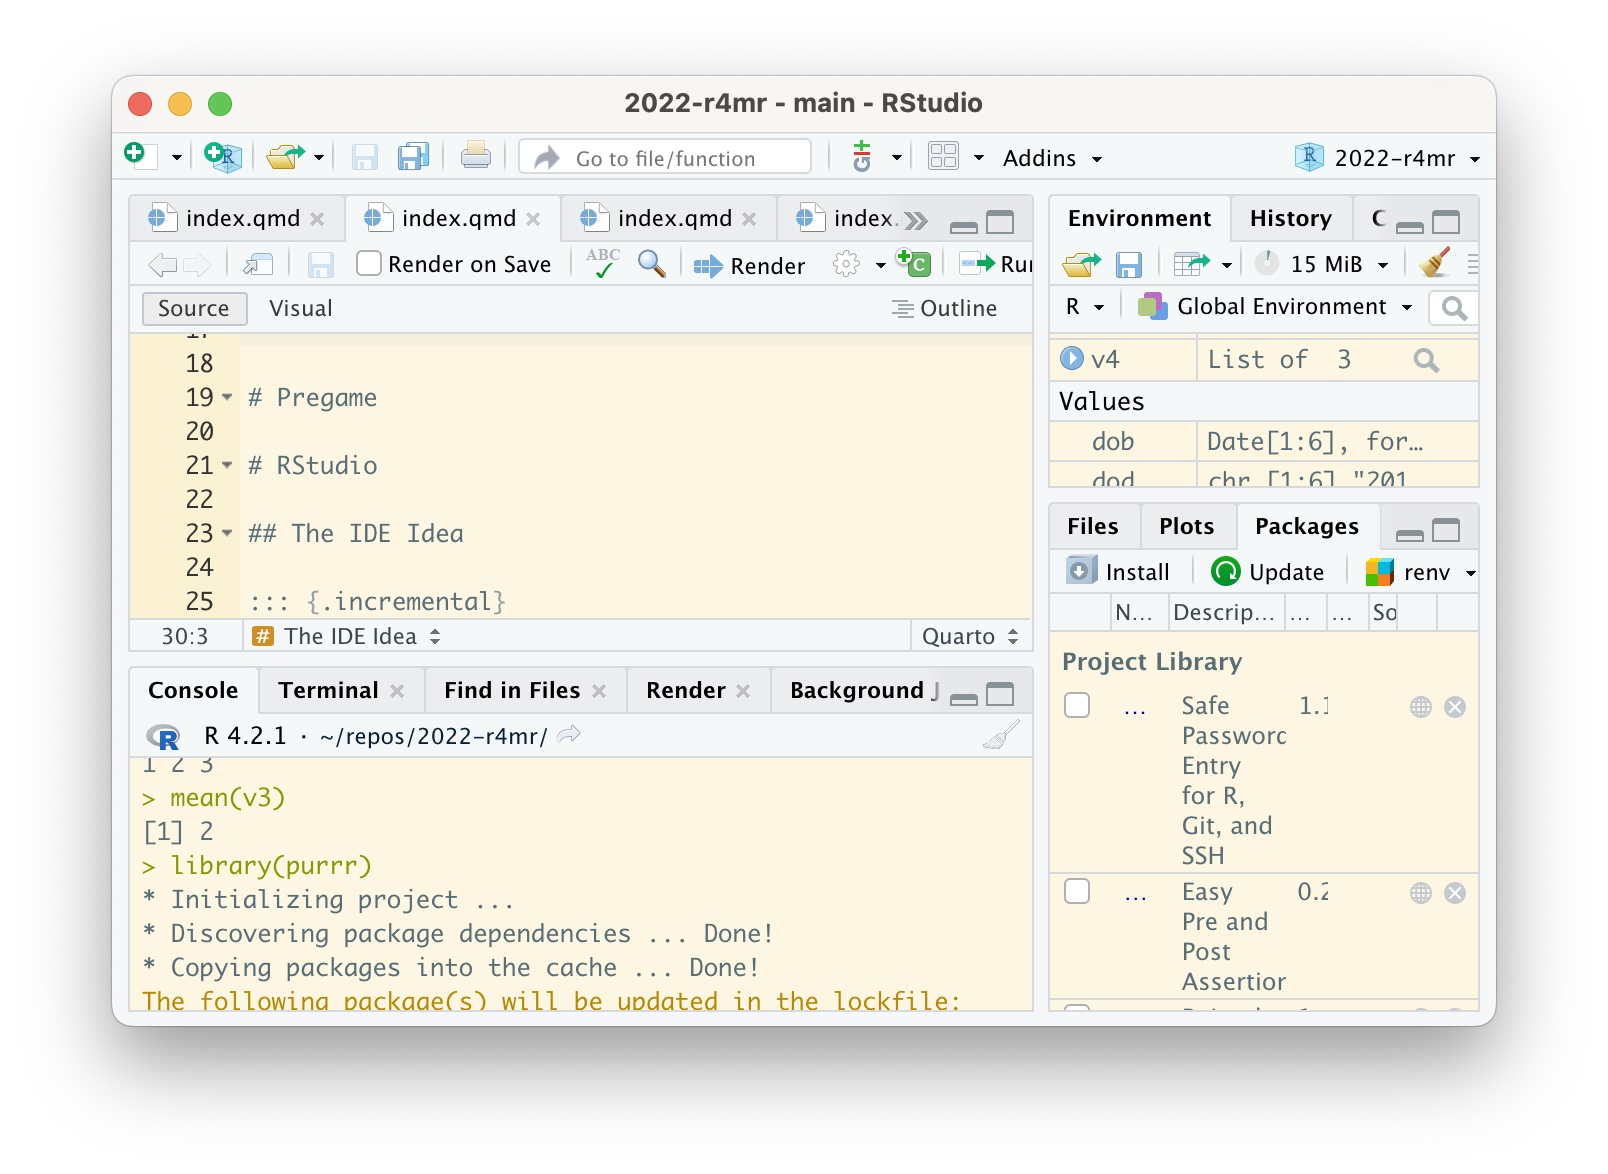 2022-r4mr - main - RStudio
Go to file/function
Addins
2022-r4mr
index.qmd
index.qmd
index.qmd
index.
Render on Save
ABC
Render
Run
Source
Visual
Outline
17
18
19 # Pregame
20
21 # RStudio
22
23 ## The IDE Idea
24
25 ::: {.incremental}
30:3
# The IDE Idea
Quarto
Console
Terminal
Find in Files
Render
Background J
R 4.2.1 · ~/repos/2022-r4mr/
1 2 3
> mean(v3)
[1] 2
> library(purrr)
* Initializing project ...
* Discovering package dependencies ... Done!
* Copying packages into the cache ... Done!
The following package(s) will be updated in the lockfile:
Environment
History
C
15 MiB
R
Global Environment
v4 List of 3
Values
dob Date[1:6], for…
dod chr [1:6] "201
Files
Plots
Packages
Install
Update
renv
N...
Descrip...
...
...
So
Project Library
... Safe 1.1
Password
Entry
for R,
Git, and
SSH
... Easy 0.2
Pre and
Post
Assertion